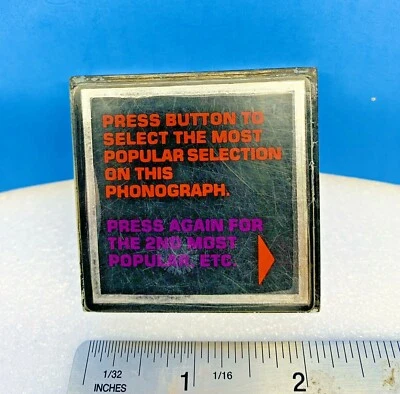 PRESS BUTTON TO
SELECT THE MOST
POPULAR SELECTION
ON THIS
PHONOGRAPH.
PRESS AGAIN FOR
THE 2ND MOST
POPULAR, ETC.
1/32 1 1/16 2
INCHES